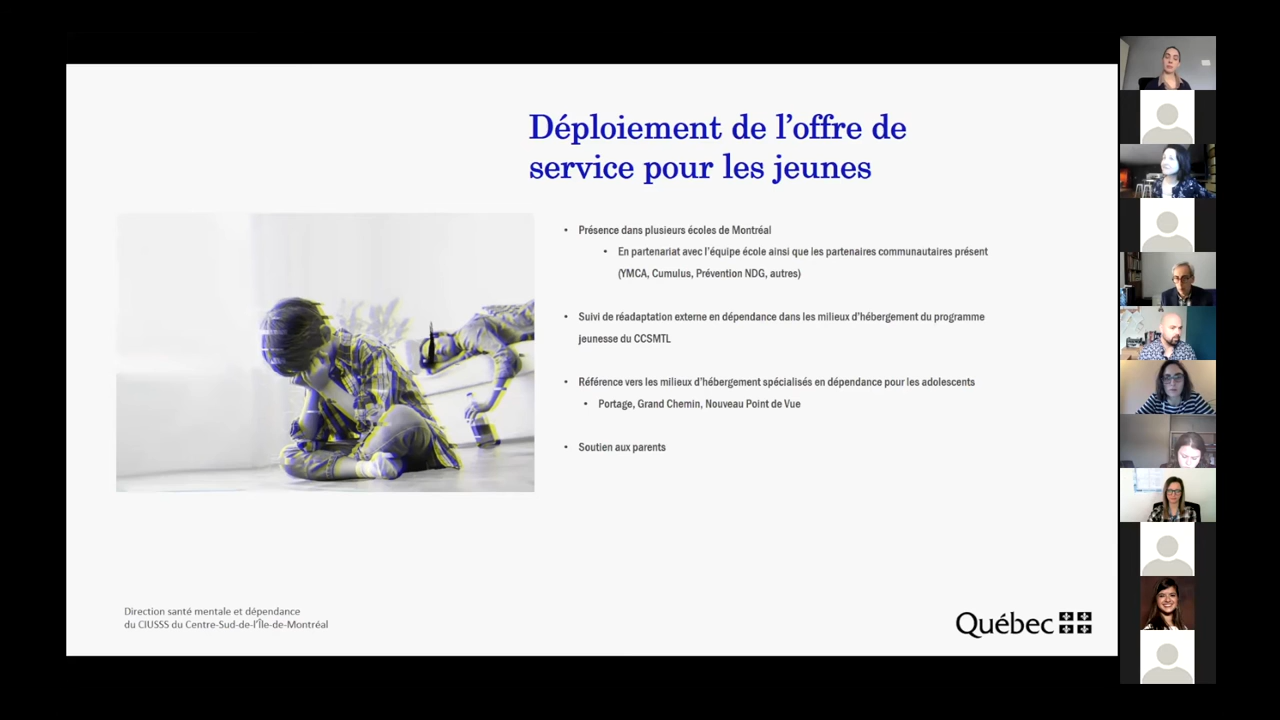 Déploiement de l’offre de
service pour les jeunes
• Présence dans plusieurs écoles de Montréal
• En partenariat avec l’équipe école ainsi que les partenaires communautaires présent
(YMCA, Cumulus, Prévention NDG, autres)
• Suivi de réadaptation externe en dépendance dans les milieux d’hébergement du programme
jeunesse du CCSMTL
• Référence vers les milieux d’hébergement spécialisés en dépendance pour les adolescents
• Portage, Grand Chemin, Nouveau Point de Vue
• Soutien aux parents
Direction santé mentale et dépendance
du CIUSSS du Centre-Sud-de-l’Île-de-Montréal
Québec